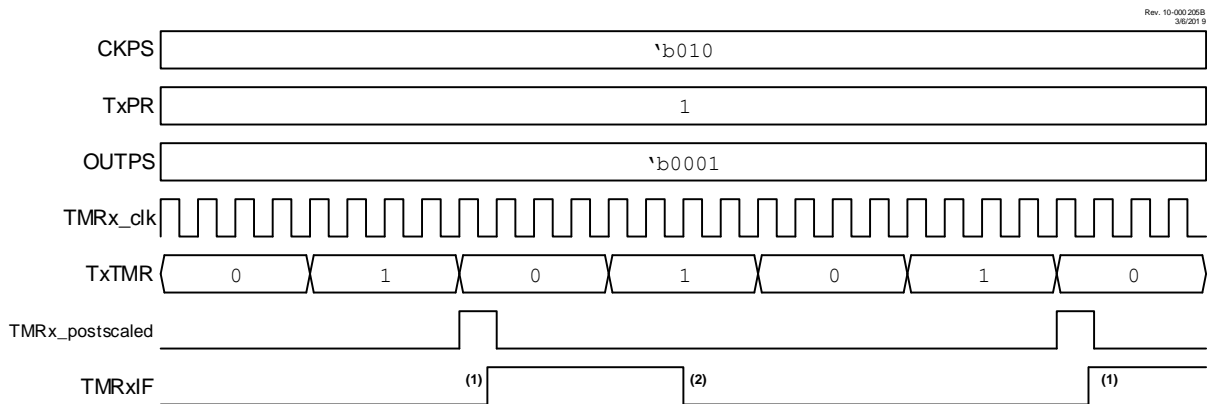 Rev. 10-000205B
3/6/2019
CKPS
‘b010
TxPR
1
OUTPS
‘b0001
TMRx_clk
TxTMR
0 1 0 1 0 1 0
TMRx_postscaled
TMRxIF
(1) (2) (1)